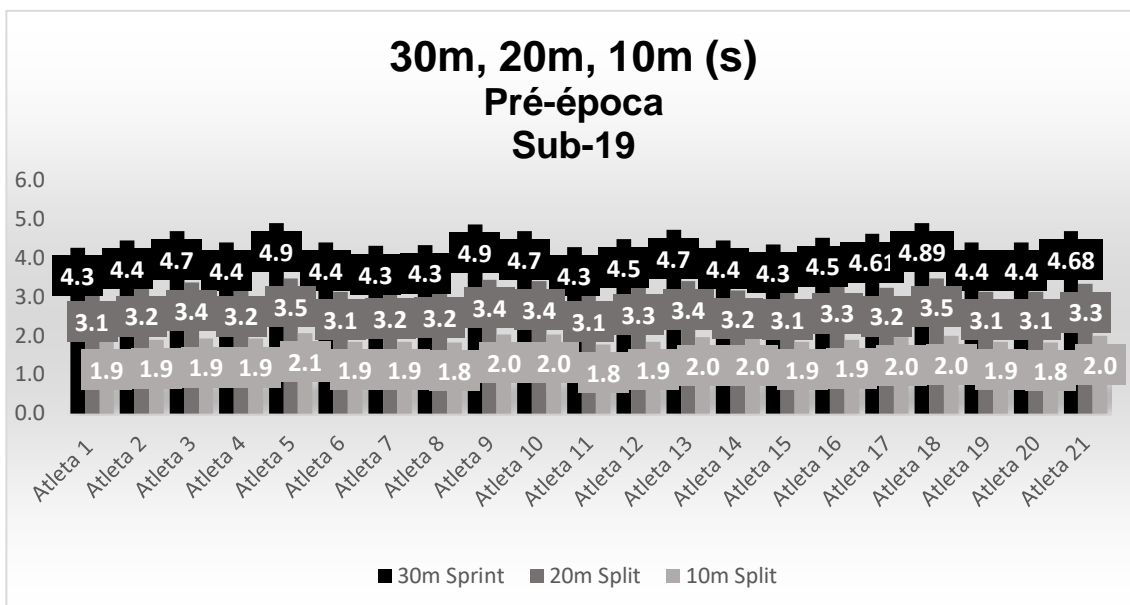 30m, 20m, 10m (s)
Pré-época
Sub-19
6.0
5.0
4.0
3.0
2.0
1.0
0.0
4.3 4.4 4.7 4.4 4.9 4.4 4.3 4.3 4.9 4.7 4.3 4.5 4.7 4.4 4.3 4.5 4.61 4.89 4.4 4.4 4.68
3.1 3.2 3.4 3.2 3.5 3.1 3.2 3.2 3.4 3.4 3.1 3.3 3.4 3.2 3.1 3.3 3.2 3.5 3.1 3.1 3.3
1.9 1.9 1.9 1.9 2.1 1.9 1.9 1.8 2.0 2.0 1.8 1.9 2.0 2.0 1.9 1.9 2.0 2.0 1.9 1.8 2.0
Atleta 1
Atleta 2
Atleta 3
Atleta 4
Atleta 5
Atleta 6
Atleta 7
Atleta 8
Atleta 9
Atleta 10
Atleta 11
Atleta 12
Atleta 13
Atleta 14
Atleta 15
Atleta 16
Atleta 17
Atleta 18
Atleta 19
Atleta 20
Atleta 21
30m Sprint 20m Split 10m Split